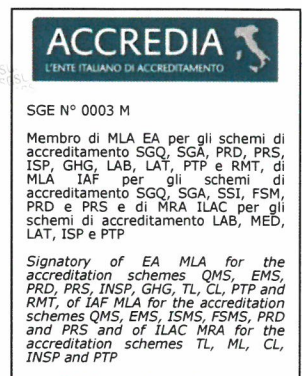 ACCREDIA
L'ENTE ITALIANO DI ACCREDITAMENTO
SGE N° 0003 M
Membro di MLA EA per gli schemi di
accreditamento SGQ, SGA, PRD, PRS,
ISP, GHG, LAB, LAT, PTP e RMT, di
MLA IAF per gli schemi di
accreditamento SGQ, SGA, SSI, FSM,
PRD e PRS e di MRA ILAC per gli
schemi di accreditamento LAB, MED,
LAT, ISP e PTP
Signatory of EA MLA for the
accreditation schemes QMS, EMS,
PRD, PRS, INSP, GHG, TL, CL, PTP and
RMT, of IAF MLA for the accreditation
schemes QMS, EMS, ISMS, FSMS, PRD
and PRS and of ILAC MRA for the
accreditation schemes TL, ML, CL,
INSP and PTP